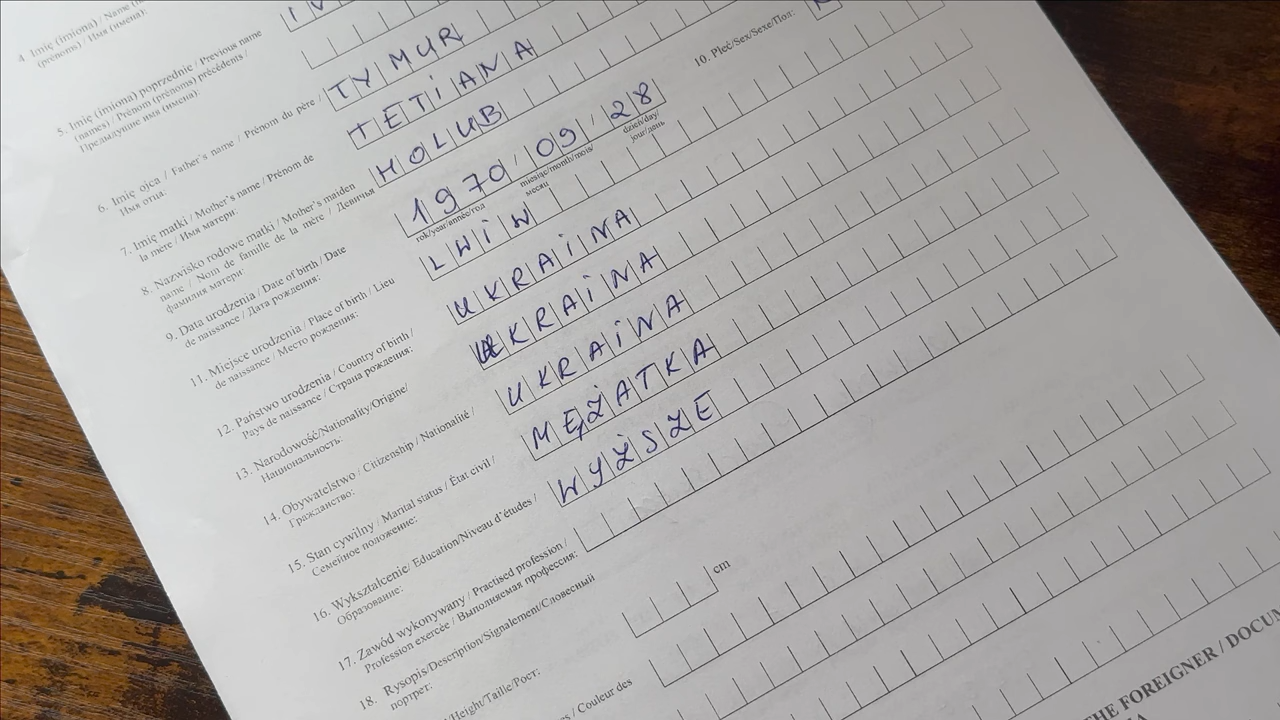 4. Imię (imiona) / Name (
(prénoms) / Имя (имена):
5. Imię (imiona) poprzednie / Previous name
(names) / Prénom (prénoms) précédents /
Предыдущие имя (имена):
6. Imię ojca / Father's name / Prénom du père /
Имя отца:
TYMUR
7. Imię matki / Mother's name / Prénom de
la mère / Имя матери:
TETIANA
8. Nazwisko rodowe matki / Mother's maiden
name / Nom de famille de la mère / Девичья
фамилия матери:
HOLUB
9. Data urodzenia / Date of birth / Date
de naissance / Дата рождения:
1970 / 09 / 28
rok/year/année/год
miesiąc/month/mois/
месяц
dzień/day/
jour/день
10. Płeć/Sex/Sexe/Пол:
11. Miejsce urodzenia / Place of birth / Lieu
de naissance / Место рождения:
LWIW
12. Państwo urodzenia / Country of birth /
Pays de naissance / Страна рождения:
UKRAINA
13. Narodowość/Nationality/Origine/
Национальность:
UKRAINA
14. Obywatelstwo / Citizenship / Nationalité /
Гражданство:
UKRAINA
15. Stan cywilny / Marital status / État civil /
Семейное положение:
MĘŻATKA
16. Wykształcenie/ Education/Niveau d'études /
Образование:
WYŻSZE
17. Zawód wykonywany / Practised profession /
Profession exercée / Выполняемая профессия:
18. Rysopis/Description/Signalement/Словесный
портрет:
/Height/Taille/Рост:
cm
/ Couleur des
THE FOREIGNER / DOCUM